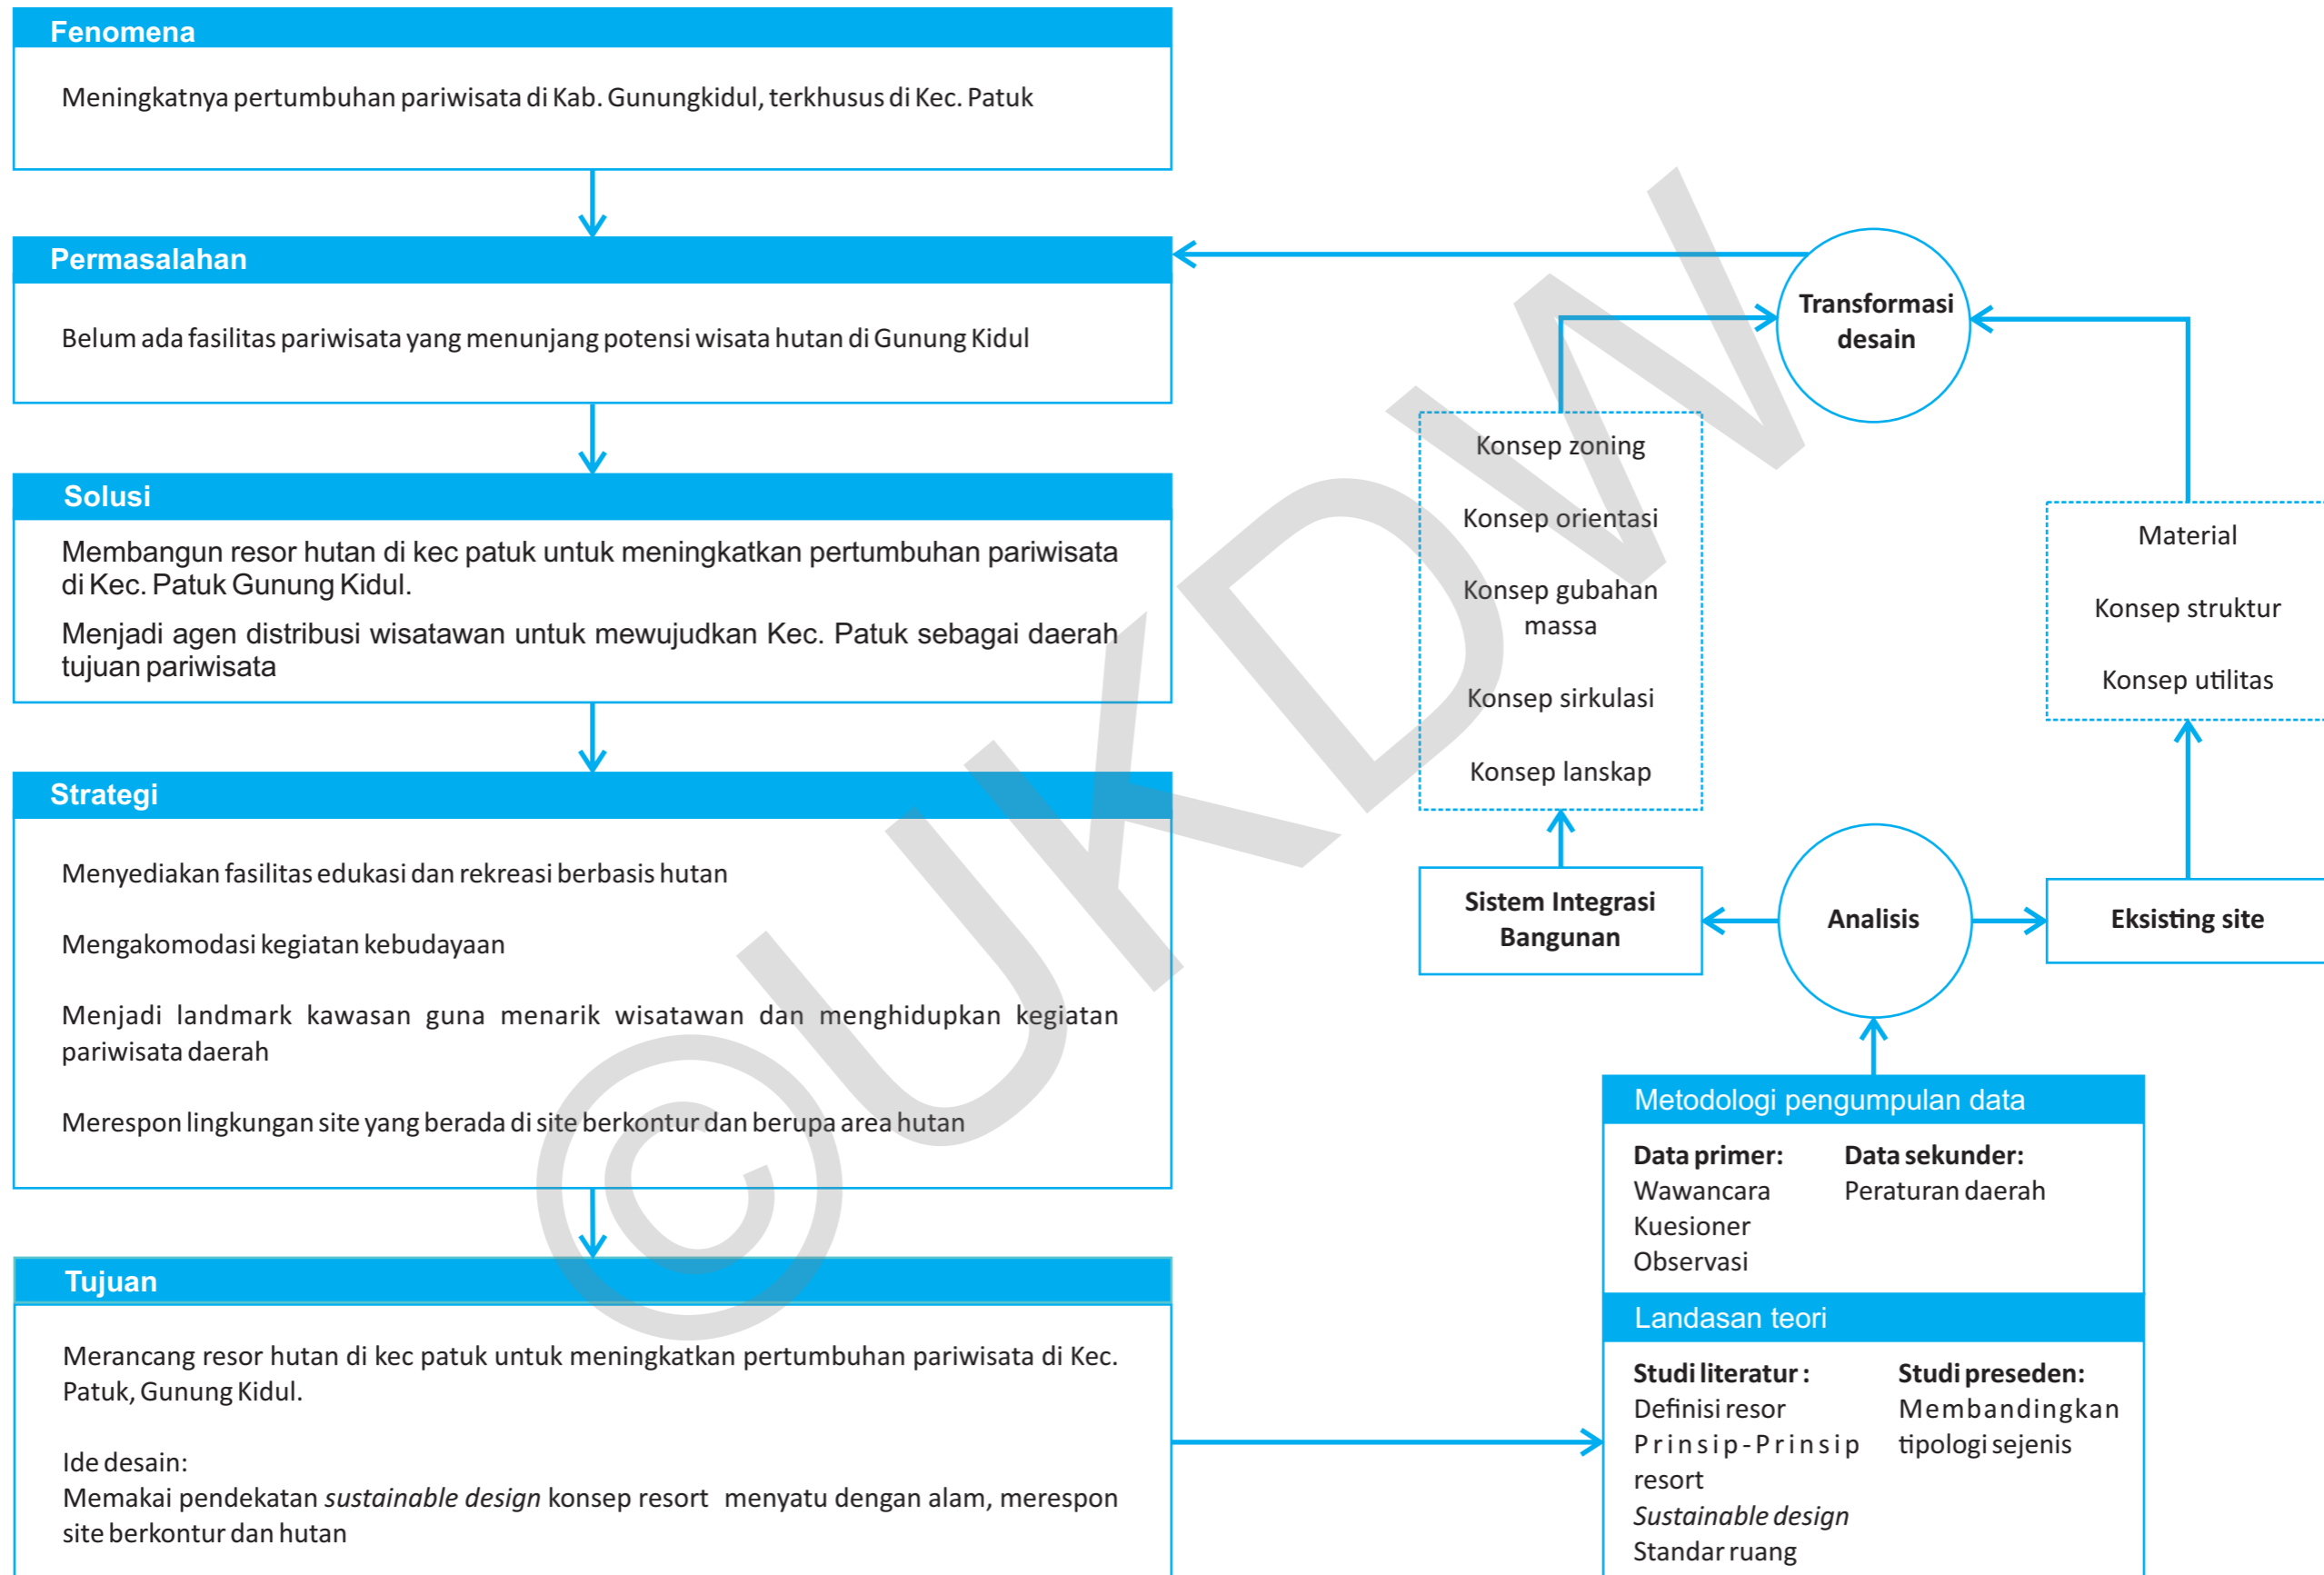 Fenomena
Meningkatnya pertumbuhan pariwisata di Kab. Gunungkidul, terkhusus di Kec. Patuk
Permasalahan
Belum ada fasilitas pariwisata yang menunjang potensi wisata hutan di Gunung Kidul
Solusi
Membangun resor hutan di kec patuk untuk meningkatkan pertumbuhan pariwisata
di Kec. Patuk Gunung Kidul.
Menjadi agen distribusi wisatawan untuk mewujudkan Kec. Patuk sebagai daerah
tujuan pariwisata
Strategi
Menyediakan fasilitas edukasi dan rekreasi berbasis hutan
Mengakomodasi kegiatan kebudayaan
Menjadi landmark kawasan guna menarik wisatawan dan menghidupkan kegiatan
pariwisata daerah
Merespon lingkungan site yang berada di site berkontur dan berupa area hutan
Tujuan
Merancang resor hutan di kec patuk untuk meningkatkan pertumbuhan pariwisata di Kec.
Patuk, Gunung Kidul.
Ide desain:
Memakai pendekatan sustainable design konsep resort menyatu dengan alam, merespon
site berkontur dan hutan
Transformasi
desain
Konsep zoning
Konsep orientasi
Konsep gubahan
massa
Konsep sirkulasi
Konsep lanskap
Material
Konsep struktur
Konsep utilitas
Sistem Integrasi
Bangunan
Analisis
Eksisting site
Metodologi pengumpulan data
Data primer:
Wawancara
Kuesioner
Observasi
Data sekunder:
Peraturan daerah
Landasan teori
Studi literatur :
Definisi resor
Prinsip-Prinsip
resort
Sustainable design
Standar ruang
Studi preseden:
Membandingkan
tipologi sejenis
©UKDW